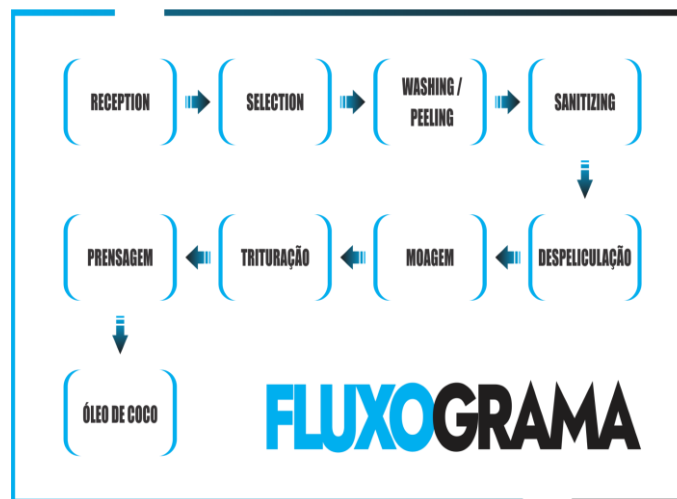 RECEPTION
SELECTION
WASHING /
PEELING
SANITIZING
DESPELICULAÇÃO
MOAGEM
TRITURAÇÃO
PRENSAGEM
ÓLEO DE COCO
FLUXOGRAMA